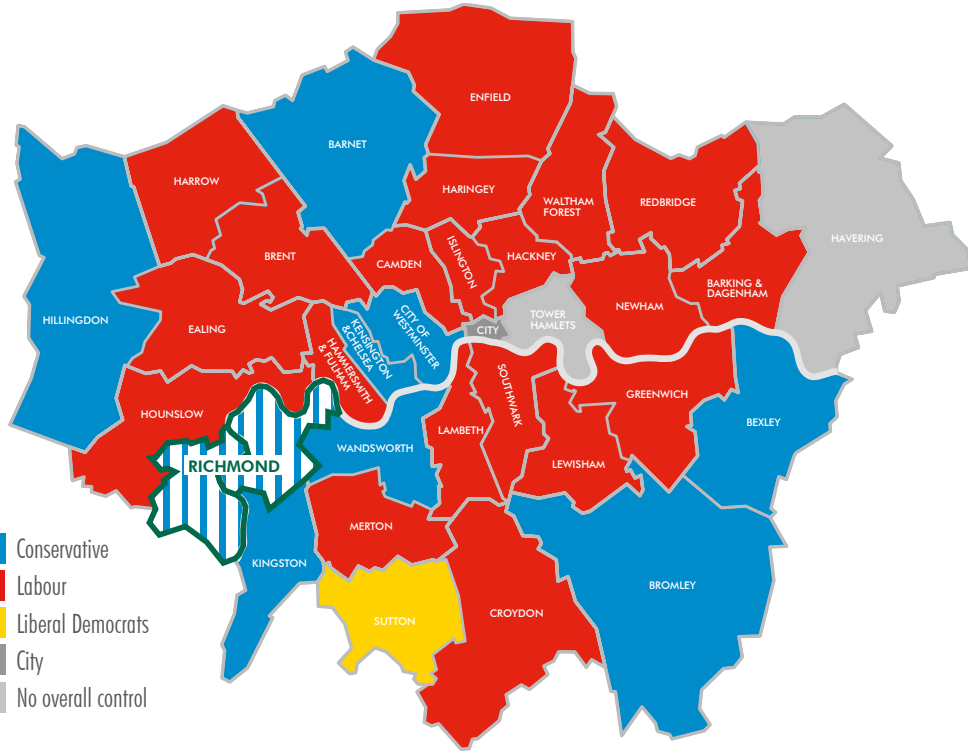 ENFIELD
BARNET
HARROW
HARINGEY
WALTHAM
FOREST
REDBRIDGE
HAVERING
BRENT
CAMDEN
ISLINGTON
HACKNEY
BARKING &
DAGENHAM
NEWHAM
HILLINGDON
EALING
HAMMERSMITH
& FULHAM
KENSINGTON
& CHELSEA
CITY OF
WESTMINSTER
CITY
TOWER
HAMLETS
HOUNSLOW
RICHMOND
WANDSWORTH
LAMBETH
SOUTHWARK
LEWISHAM
GREENWICH
BEXLEY
MERTON
KINGSTON
SUTTON
CROYDON
BROMLEY
Conservative
Labour
Liberal Democrats
City
No overall control